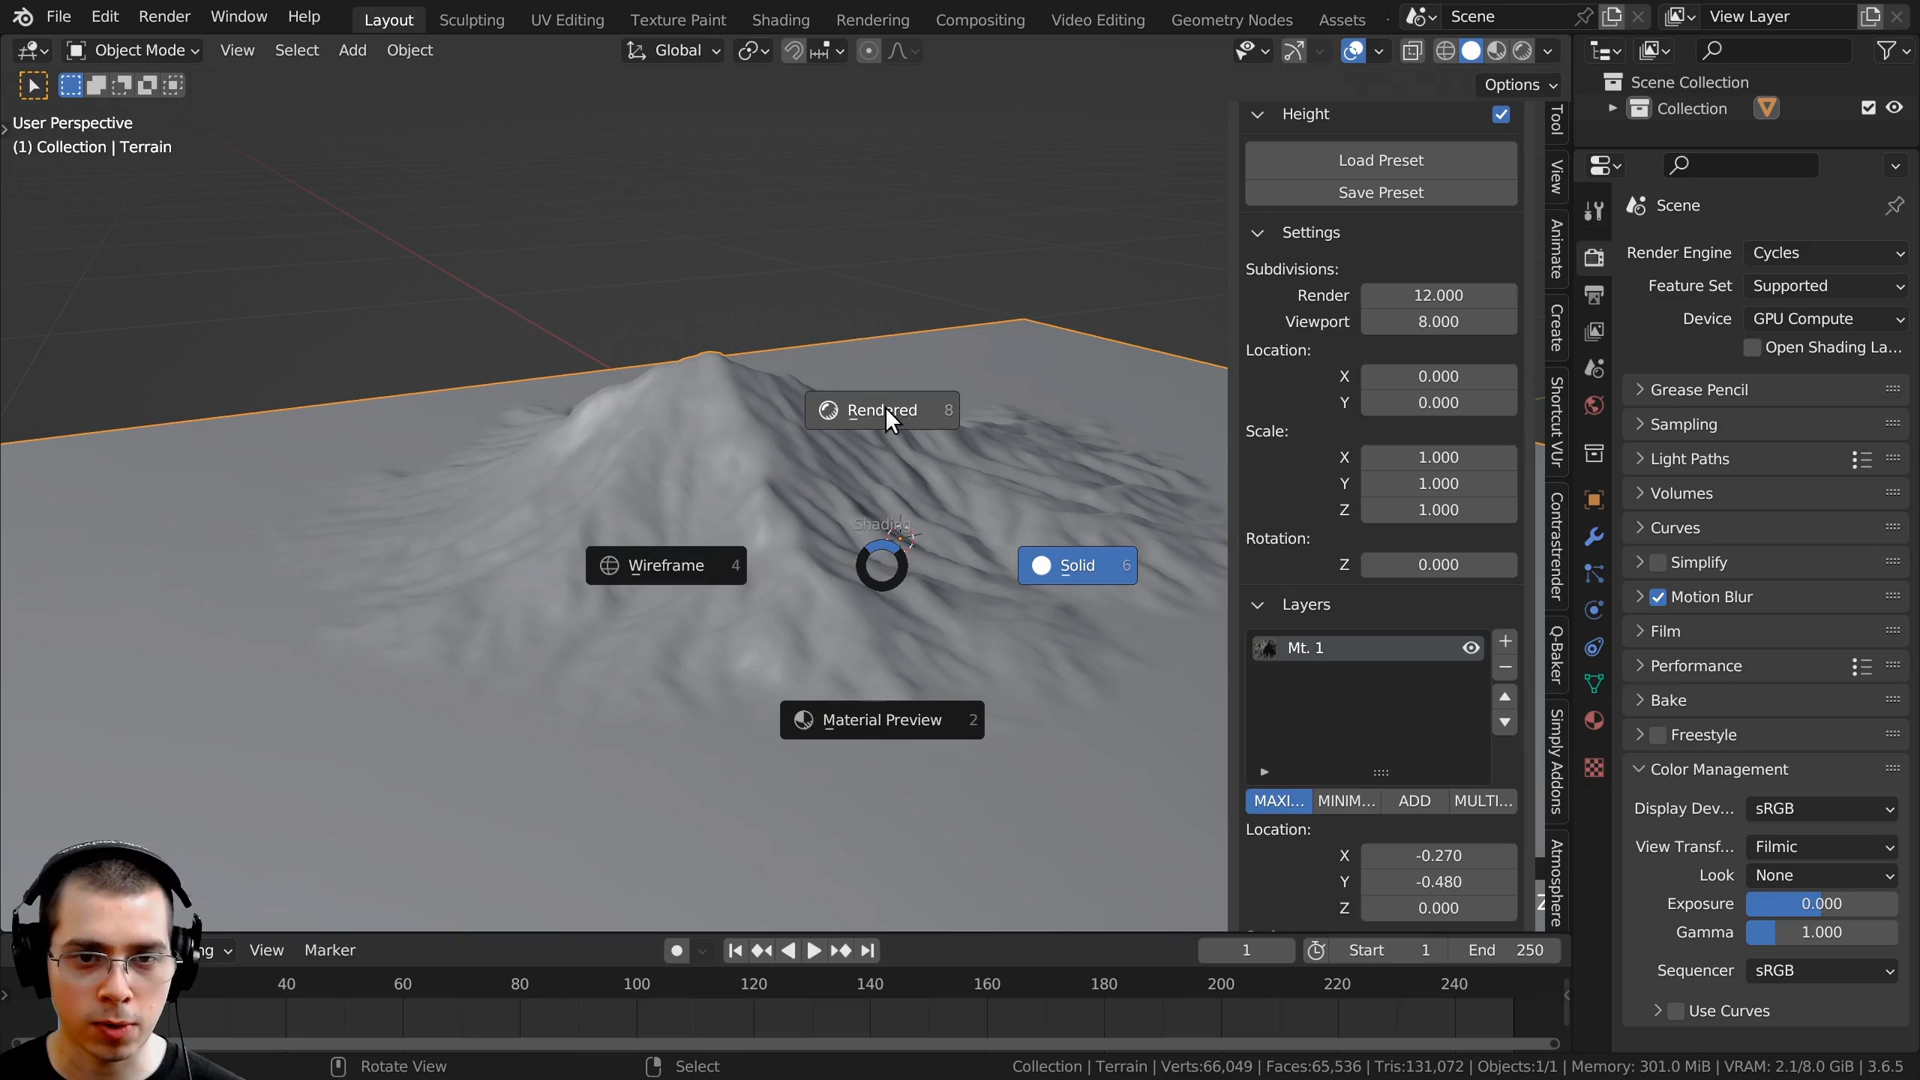 File Edit Render Window Help Layout Sculpting UV Editing Texture Paint Shading Rendering Compositing Video Editing Geometry Nodes Assets Scene View Layer
Object Mode View Select Add Object Global
Options
User Perspective
(1) Collection | Terrain
Scene Collection
Collection
Height
Load Preset
Save Preset
Settings
Subdivisions:
Render 12.000
Viewport 8.000
Location:
X 0.000
Y 0.000
Scale:
X 1.000
Y 1.000
Z 1.000
Rotation:
Z 0.000
Layers
Mt. 1
MAXI... MINIM... ADD MULTI...
Location:
X -0.270
Y -0.480
Z 0.000
Tool
View
Animate
Create
Shortcut VUr
Contrastrender
Q-Baker
Simply Addons
Atmosphere
Rendered 8
Shading
Wireframe 4
Solid 6
Material Preview 2
Scene
Render Engine Cycles
Feature Set Supported
Device GPU Compute
Open Shading La...
Grease Pencil
Sampling
Light Paths
Volumes
Curves
Simplify
Motion Blur
Film
Performance
Bake
Freestyle
Color Management
Display Dev... sRGB
View Transf... Filmic
Look None
Exposure 0.000
Gamma 1.000
Sequencer sRGB
Use Curves
ng View Marker 1 Start 1 End 250
40 60 80 100 120 140 160 180 200 220 240
Rotate View Select Collection | Terrain | Verts:66,049 | Faces:65,536 | Tris:131,072 | Objects:1/1 | Memory: 301.0 MiB | VRAM: 2.1/8.0 GiB | 3.6.5